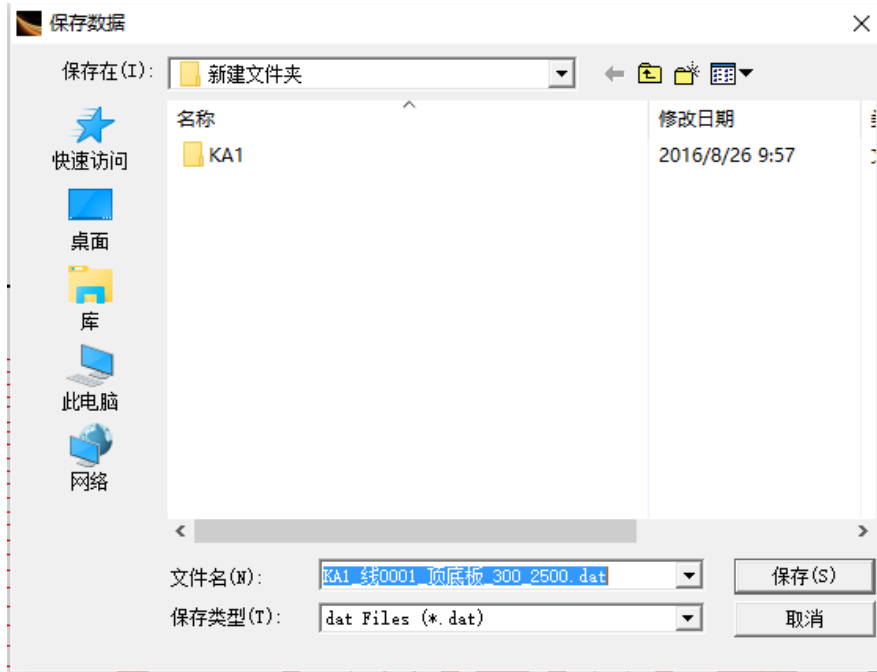 保存数据
保存在(I):
新建文件夹
名称
修改日期
KA1
2016/8/26 9:57
快速访问
桌面
库
此电脑
网络
文件名(N):
KA1_线0001_顶底板_300_2500.dat
保存(S)
保存类型(T):
dat Files (*.dat)
取消